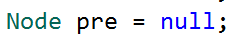 Node pre = null;